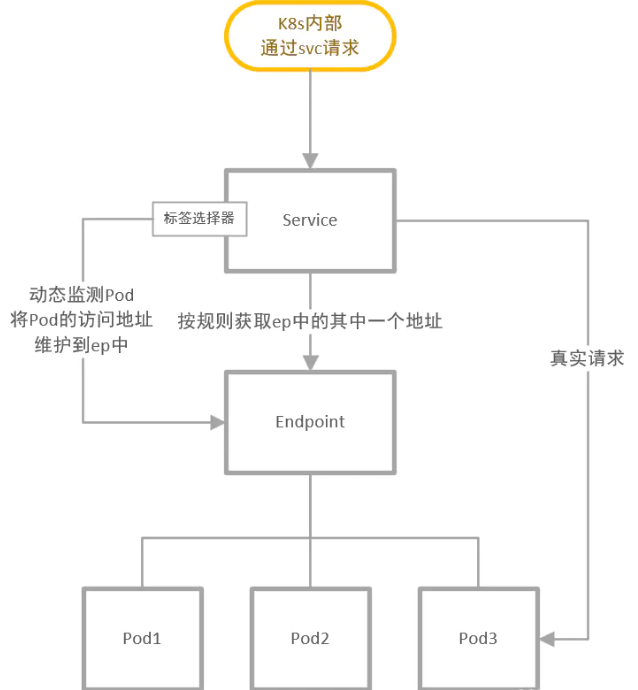 K8s内部
通过svc请求
标签选择器
Service
动态监测Pod
将Pod的访问地址
维护到ep中
按规则获取ep中的其中一个地址
真实请求
Endpoint
Pod1
Pod2
Pod3